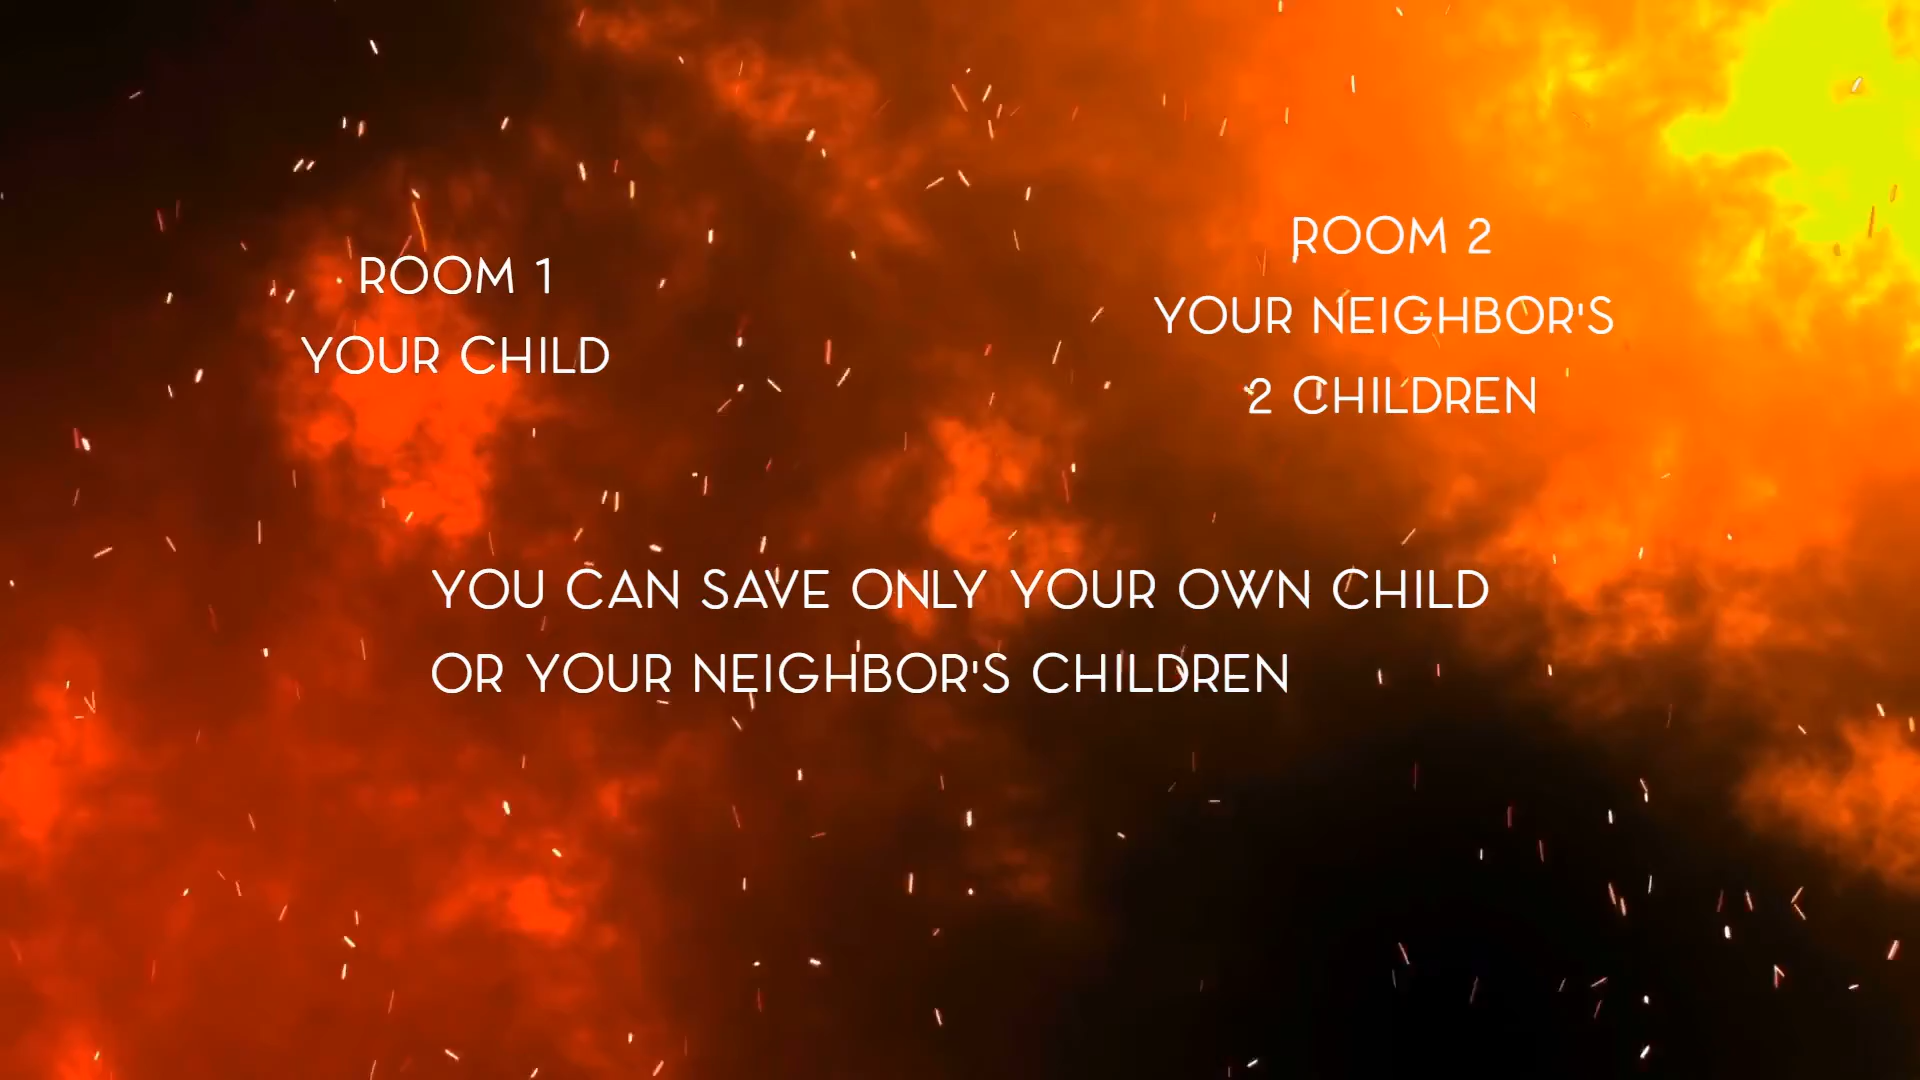 ROOM 1
YOUR CHILD
ROOM 2
YOUR NEIGHBOR'S
2 CHILDREN
YOU CAN SAVE ONLY YOUR OWN CHILD
OR YOUR NEIGHBOR'S CHILDREN